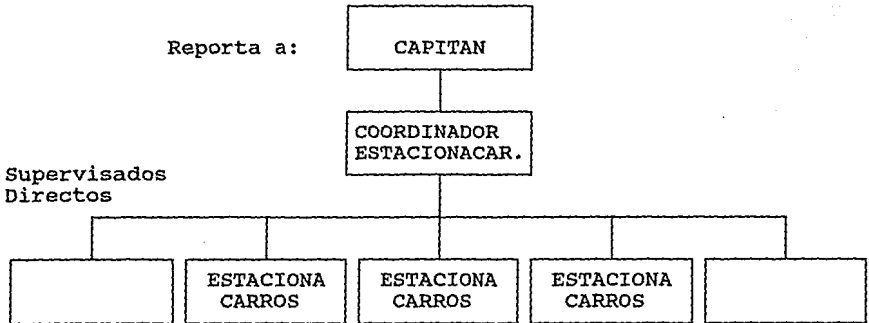 Reporta a:
CAPITAN
COORDINADOR
ESTACIONACAR.
Supervisados
Directos
ESTACIONA
CARROS
ESTACIONA
CARROS
ESTACIONA
CARROS